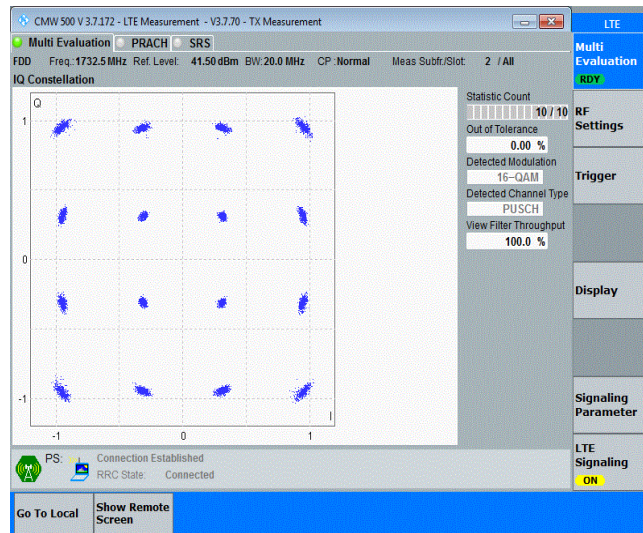 CMW 500 V 3.7.172 - LTE Measurement - V3.7.70 - TX Measurement
LTE
Multi Evaluation PRACH SRS
Multi
Evaluation
RDY
FDD Freq.:1732.5 MHz Ref. Level: 41.50 dBm BW:20.0 MHz CP :Normal Meas Subfr./Slot: 2 / All
IQ Constellation
Statistic Count
10 / 10
Out of Tolerance
0.00 %
Detected Modulation
16-QAM
Detected Channel Type
PUSCH
View Filter Throughput
100.0 %
Q
1
0
-1
I
-1 0 1
RF
Settings
Trigger
Display
Signaling
Parameter
LTE
Signaling
ON
PS: Connection Established
RRC State: Connected
Go To Local
Show Remote
Screen